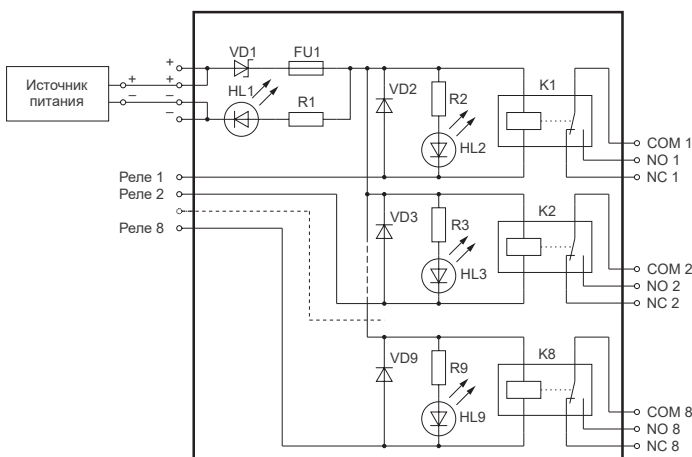 Источник
питания
+
–
+
+
–
–
VD1
FU1
HL1
R1
VD2
R2
HL2
K1
COM 1
NO 1
NC 1
Реле 1
Реле 2
Реле 8
VD3
R3
HL3
K2
COM 2
NO 2
NC 2
VD9
R9
HL9
K8
COM 8
NO 8
NC 8